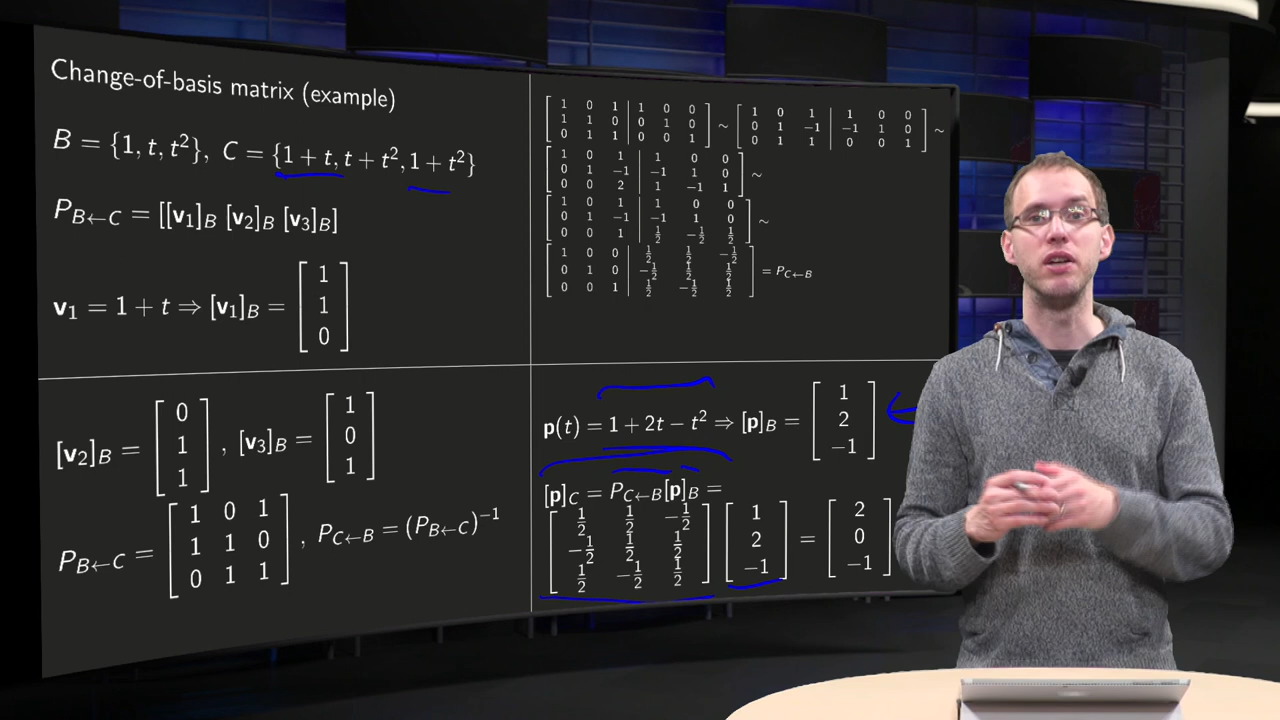 Change-of-basis matrix (example)
B = {1, t, t²}, C = {1 + t, t + t², 1 + t²}
P_{B←C} = [[v₁]_B [v₂]_B [v₃]_B]
v₁ = 1 + t ⇒ [v₁]_B = [1 1 0]
[v₂]_B = [0 1 1], [v₃]_B = [1 0 1]
P_{B←C} = [1 0 1; 1 1 0; 0 1 1], P_{C←B} = (P_{B←C})⁻¹
[1 0 1 | 1 0 0; 1 1 0 | 0 1 0; 0 1 1 | 0 0 1] ~ [1 0 1 | 1 0 0; 0 1 −1 | −1 1 0; 0 1 1 | 0 0 1] ~
[1 0 1 | 1 0 0; 0 1 −1 | −1 1 0; 0 0 2 | 1 −1 1] ~
[1 0 1 | 1 0 0; 0 1 −1 | −1 1 0; 0 0 1 | ½ −½ ½] ~
[1 0 0 | ½ ½ −½; 0 1 0 | −½ ½ ½; 0 0 1 | ½ −½ ½] = P_{C←B}
p(t) = 1 + 2t − t² ⇒ [p]_B = [1 2 −1]
[p]_C = P_{C←B}[p]_B =
[½ ½ −½; −½ ½ ½; ½ −½ ½] [1 2 −1] = [2 0 −1]